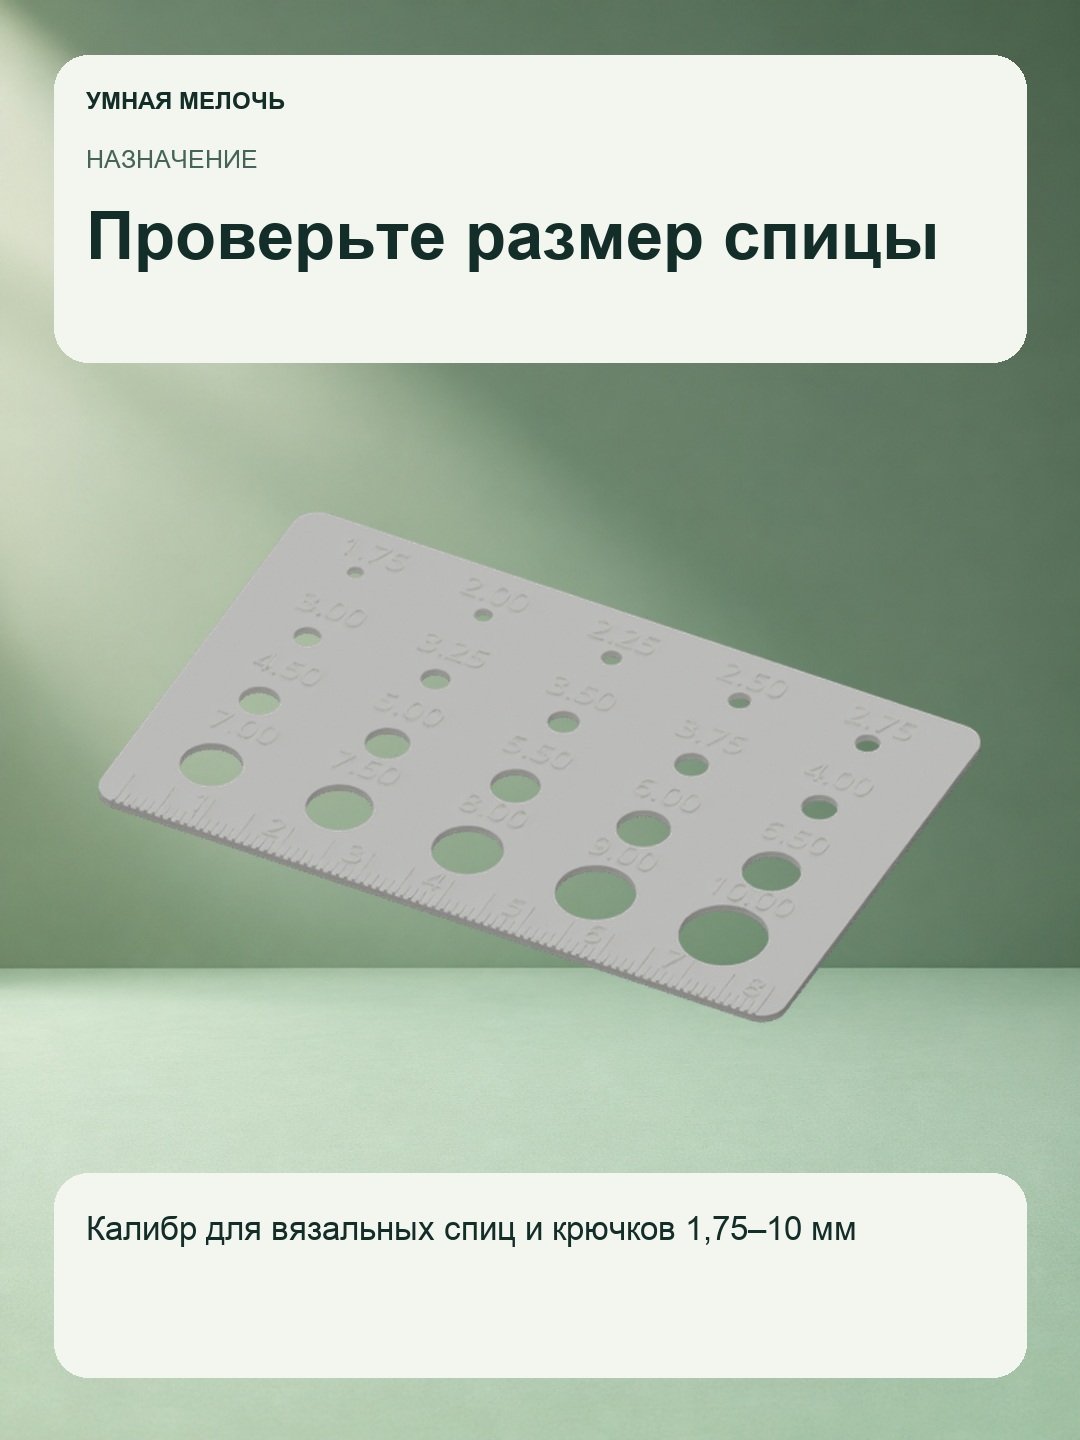 УМНАЯ МЕЛОЧЬ
НАЗНАЧЕНИЕ
Проверьте размер спицы
1.75 2.00 2.25 2.50 2.75
3.00 3.25 3.50 3.75 4.00
4.50 5.00 5.50 6.00 6.50
7.00 7.50 8.00 9.00 10.00
1 2 3 4 5 6 7 8
Калибр для вязальных спиц и крючков 1,75–10 мм